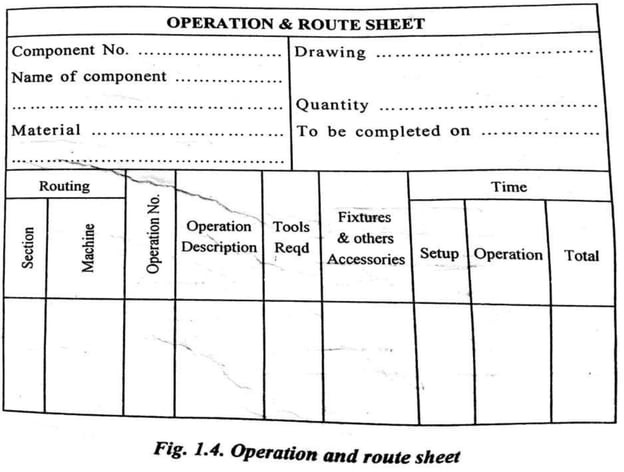 OPERATION & ROUTE SHEET
Component No. ........................
Drawing ....................................
Name of component .................
.............................................
Quantity ....................................
Material ................................
To be completed on ...................
.............................................
Routing
Time
Section
Machine
Operation No.
Operation
Description
Tools
Reqd
Fixtures
& others
Accessories
Setup
Operation
Total
Fig. 1.4. Operation and route sheet